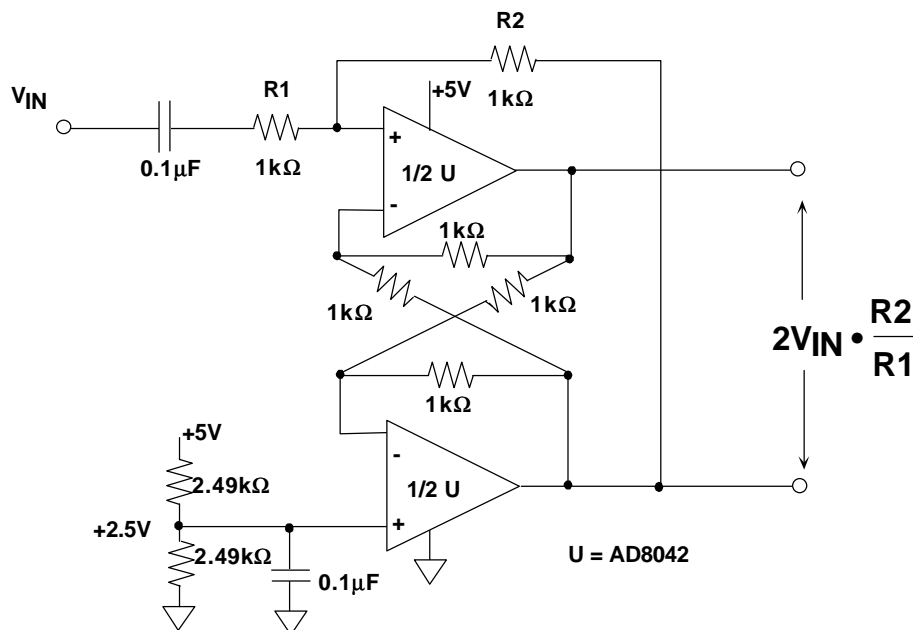 R2
+5V
1kΩ
VIN
R1
0.1μF
1kΩ
+
1/2 U
-
1kΩ
1kΩ
1kΩ
2VIN • R2
R1
1kΩ
+5V
2.49kΩ
-
1/2 U
+
+2.5V
2.49kΩ
0.1μF
U = AD8042